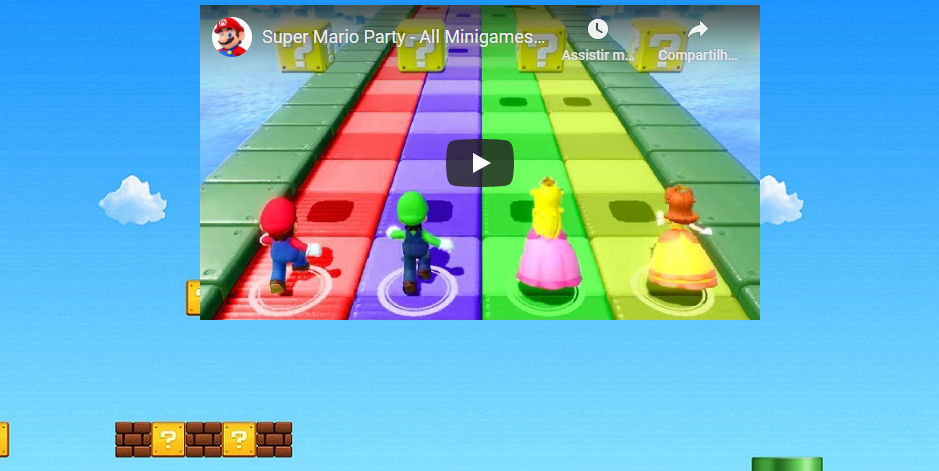 Super Mario Party - All Minigames...
Assistir m...
Compartilh...
? ? ? ?
? ?